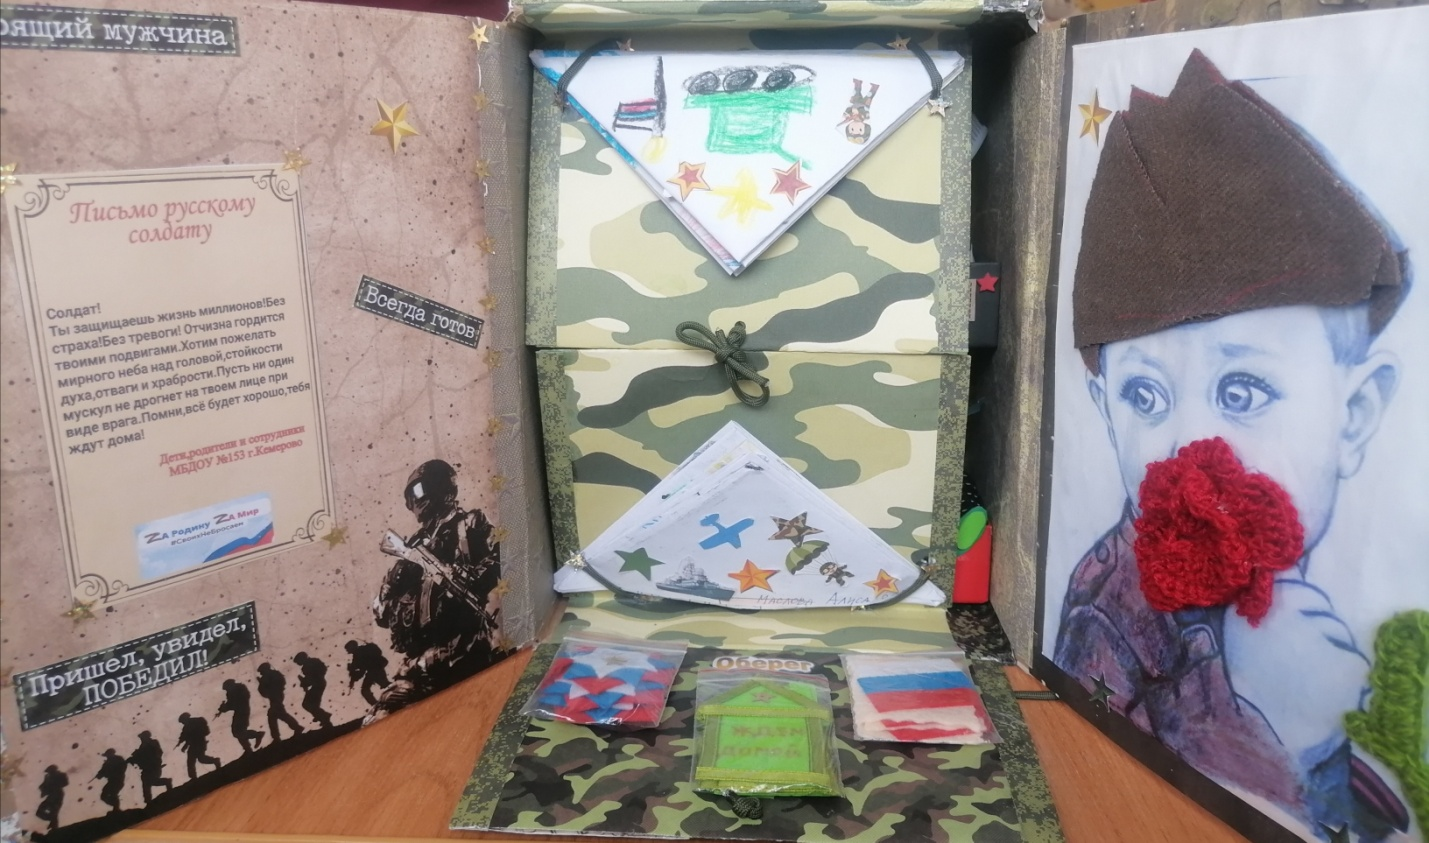 ящий мужчина
Письмо русскому
солдату
Солдат!
Ты защищаешь жизнь миллионов!Без
страха!Без тревоги! Отчизна гордится
твоими подвигами.Хотим пожелать
мирного неба над головой,стойкости
духа,отваги и храбрости.Пусть ни один
мускул не дрогнет на твоем лице при
виде врага.Помни,всё будет хорошо,тебя
ждут дома!
Дети,родители и сотрудники
МБДОУ №153 г.Кемерово
ZА Родину ZА Мир
#СвоихНеБросаем
Всегда готов
Пришел, увидел,
ПОБЕДИЛ!
Маслова Алиса
Оберег
ждем
домой